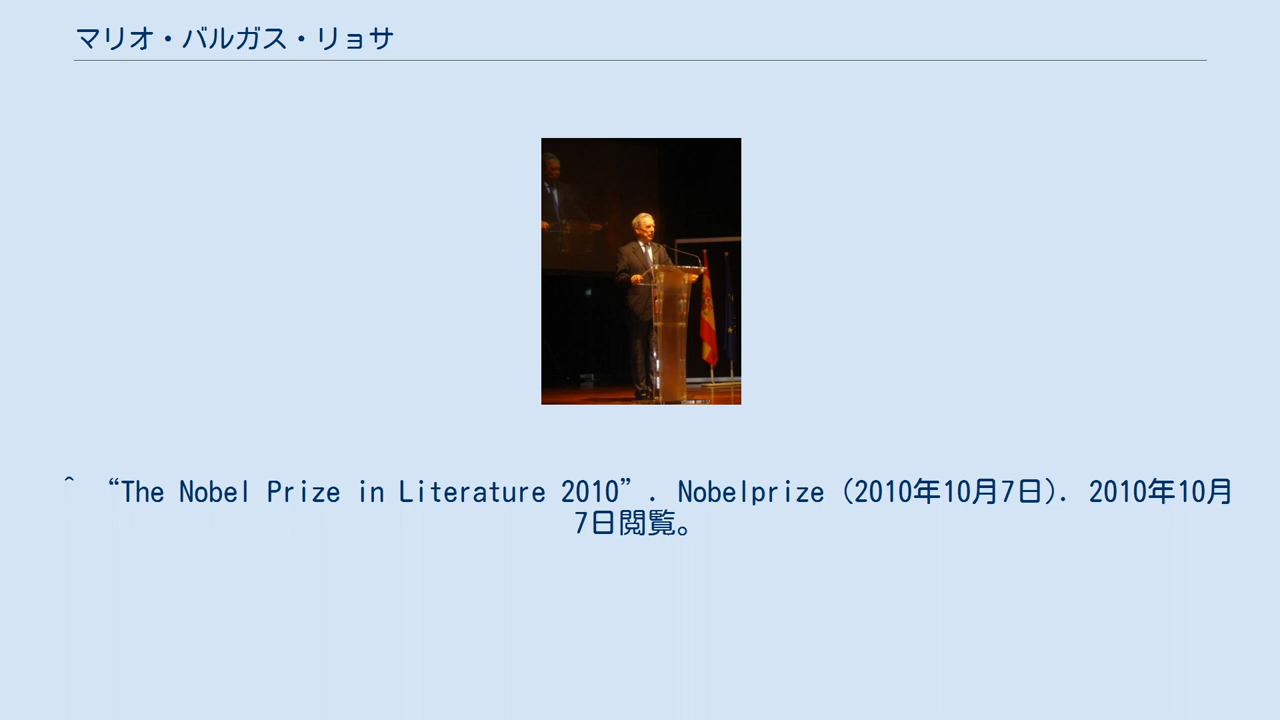 マリオ・バルガス・リョサ
^ “The Nobel Prize in Literature 2010”. Nobelprize (2010年10月7日). 2010年10月
7日閲覧。